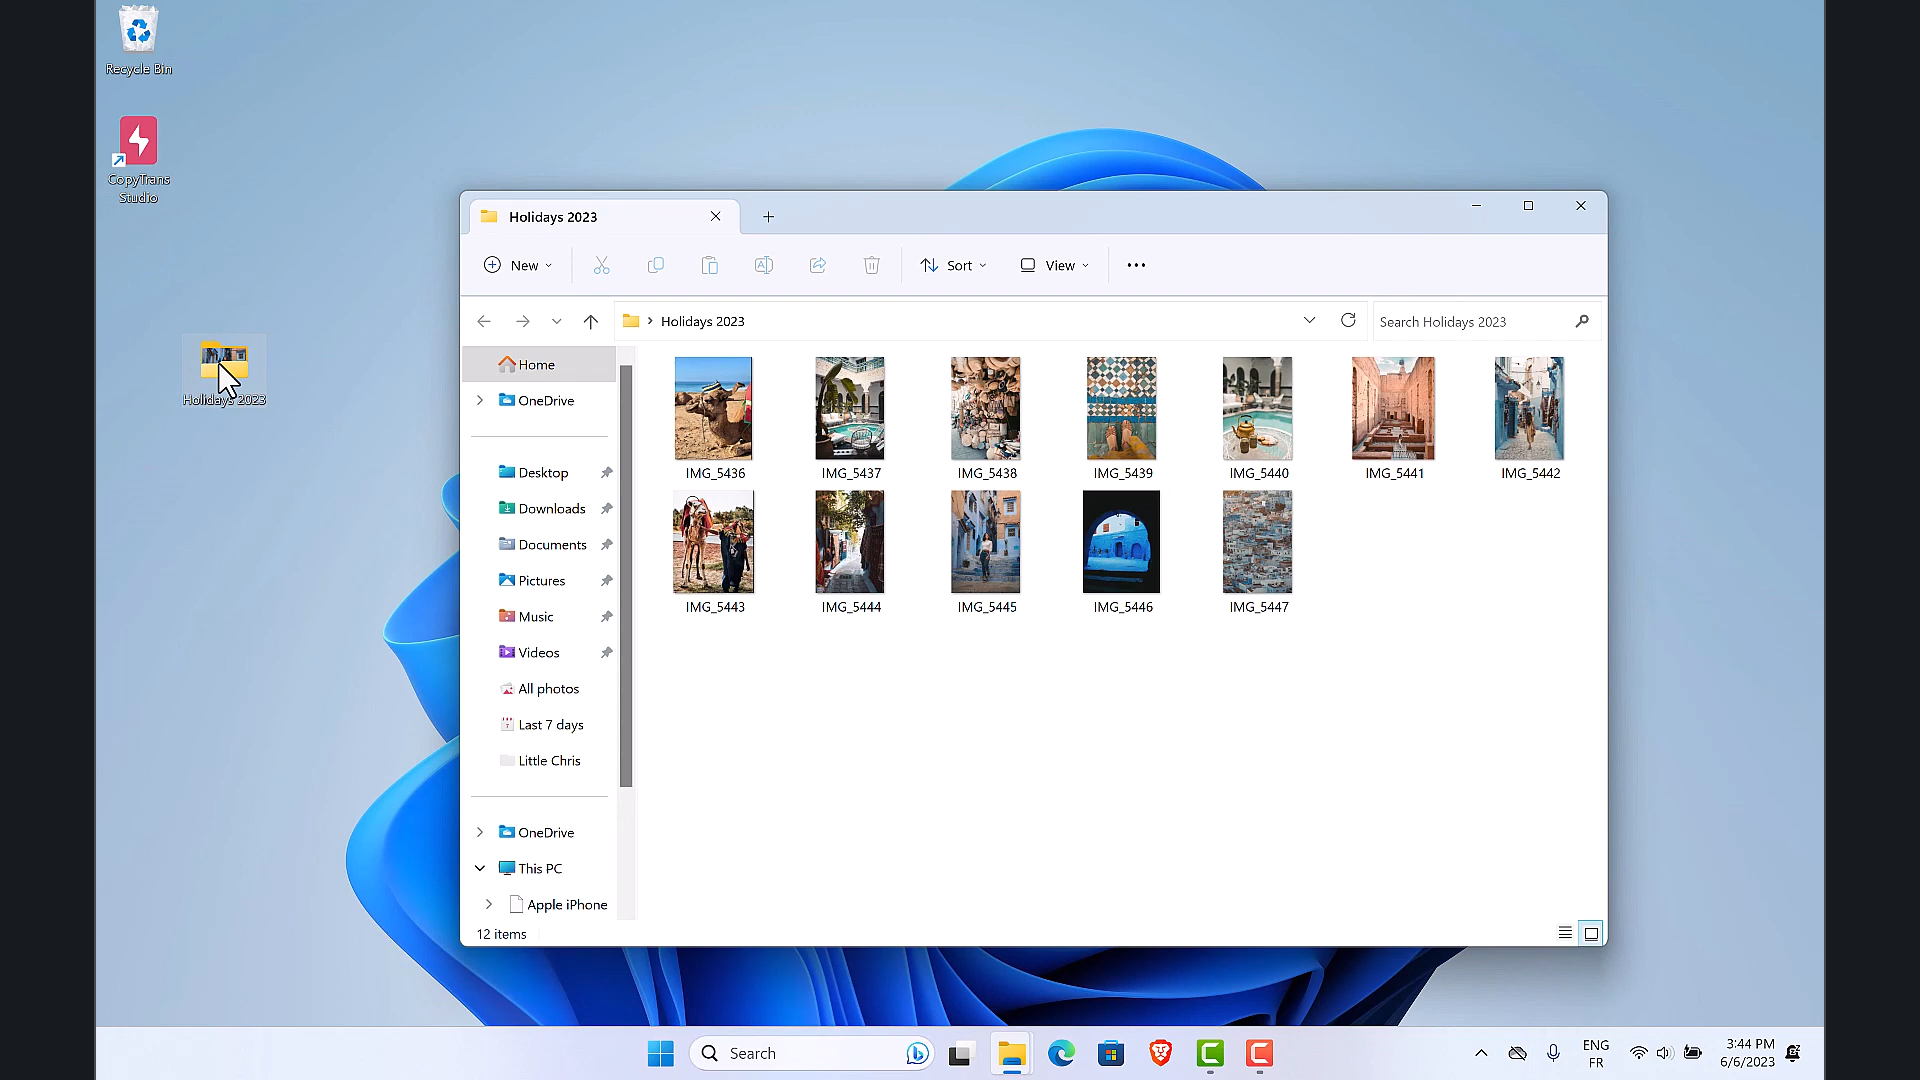 Recycle Bin
CopyTrans
Studio
Holidays 2023
Holidays 2023
New
Sort
View
Holidays 2023
Search Holidays 2023
Home
OneDrive
Desktop
Downloads
Documents
Pictures
Music
Videos
All photos
Last 7 days
Little Chris
OneDrive
This PC
Apple iPhone
IMG_5436
IMG_5437
IMG_5438
IMG_5439
IMG_5440
IMG_5441
IMG_5442
IMG_5443
IMG_5444
IMG_5445
IMG_5446
IMG_5447
12 items
Search
ENG
FR
3:44 PM
6/6/2023